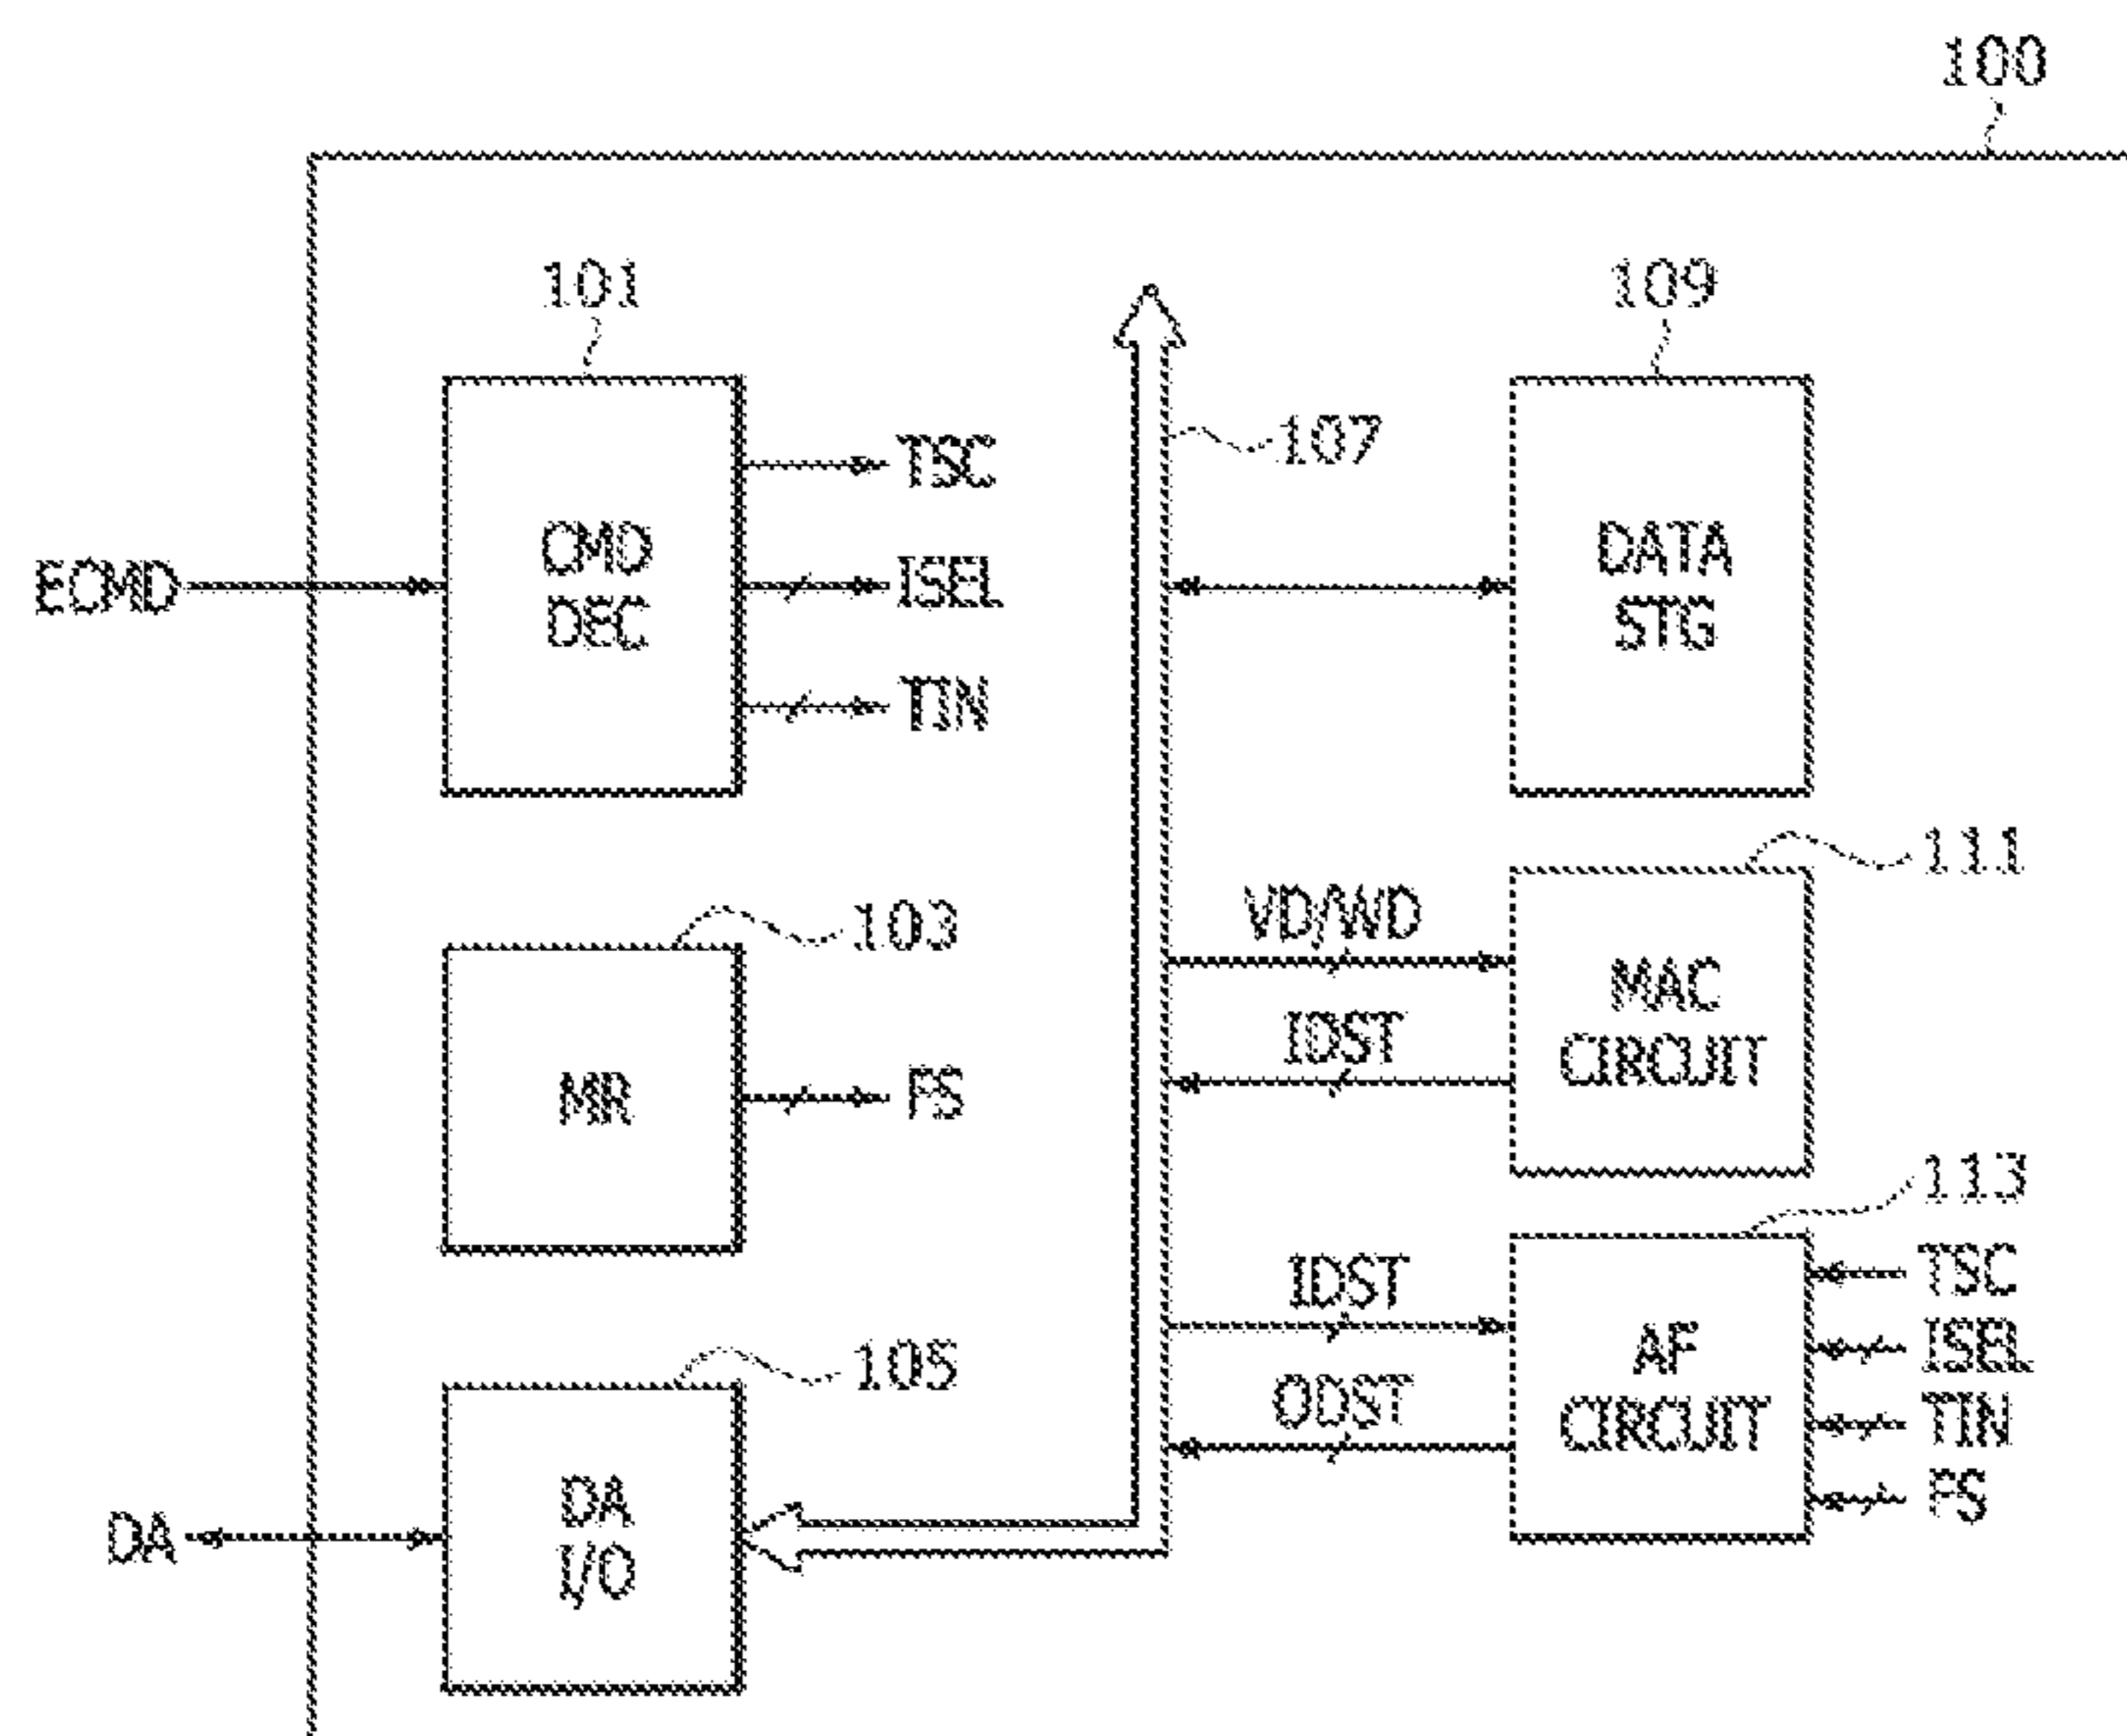 100
101
109
TSC
107
CMD
DEC
DATA
STG
ECMD
ISEL
TIN
111
103
VD/WD
MAC
CIRCUIT
IDST
MR
FS
113
IDST
TSC
105
AF
CIRCUIT
ISEL
ODST
TIN
DA
I/O
FS
DA